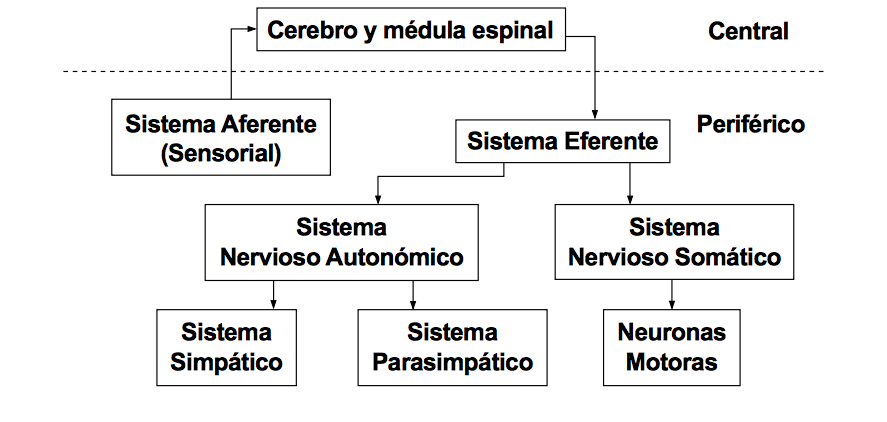 Cerebro y médula espinal
Central
Sistema Aferente
(Sensorial)
Sistema Eferente
Periférico
Sistema
Nervioso Autonómico
Sistema
Nervioso Somático
Sistema
Simpático
Sistema
Parasimpático
Neuronas
Motoras